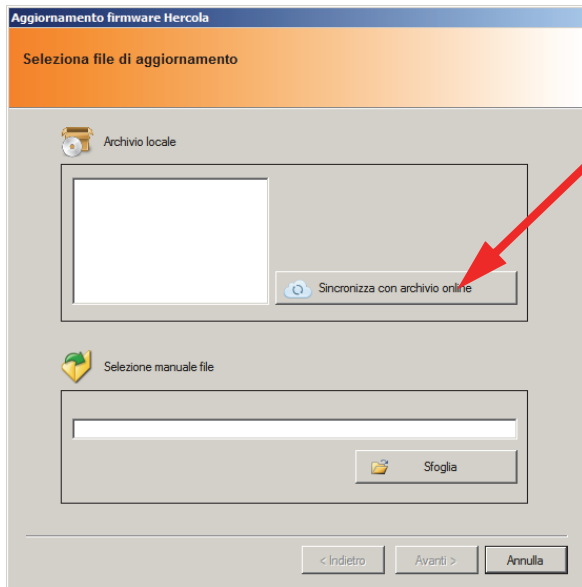 Aggiornamento firmware Hercola
Seleziona file di aggiornamento
Archivio locale
Sincronizza con archivio online
Selezione manuale file
Sfoglia
< Indietro
Avanti >
Annulla